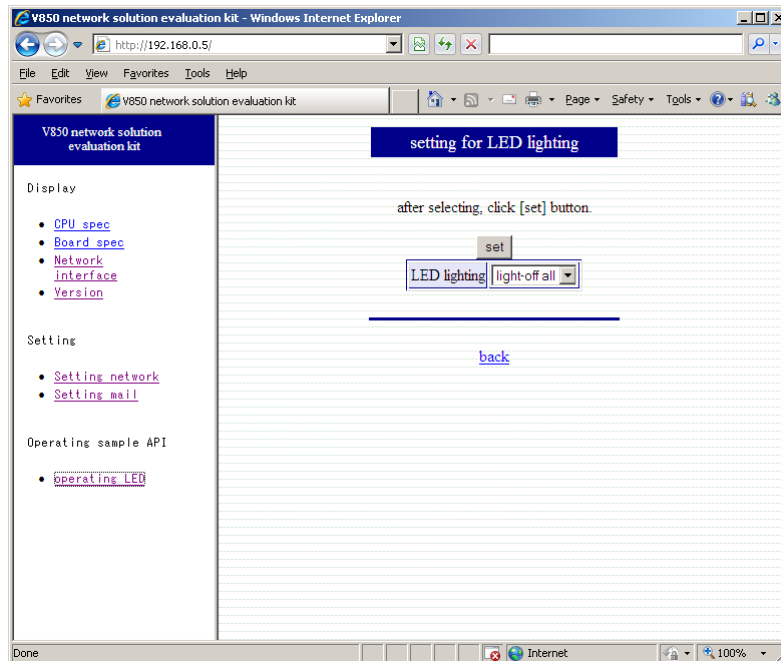 V850 network solution evaluation kit - Windows Internet Explorer
http://192.168.0.5/
File Edit View Favorites Tools Help
Favorites V850 network solution evaluation kit Page Safety Tools
V850 network solution
evaluation kit
Display
CPU spec
Board spec
Network
interface
Version
Setting
Setting network
Setting mail
Operating sample API
operating LED
setting for LED lighting
after selecting, click [set] button.
set
LED lighting light-off all
back
Done Internet 100%